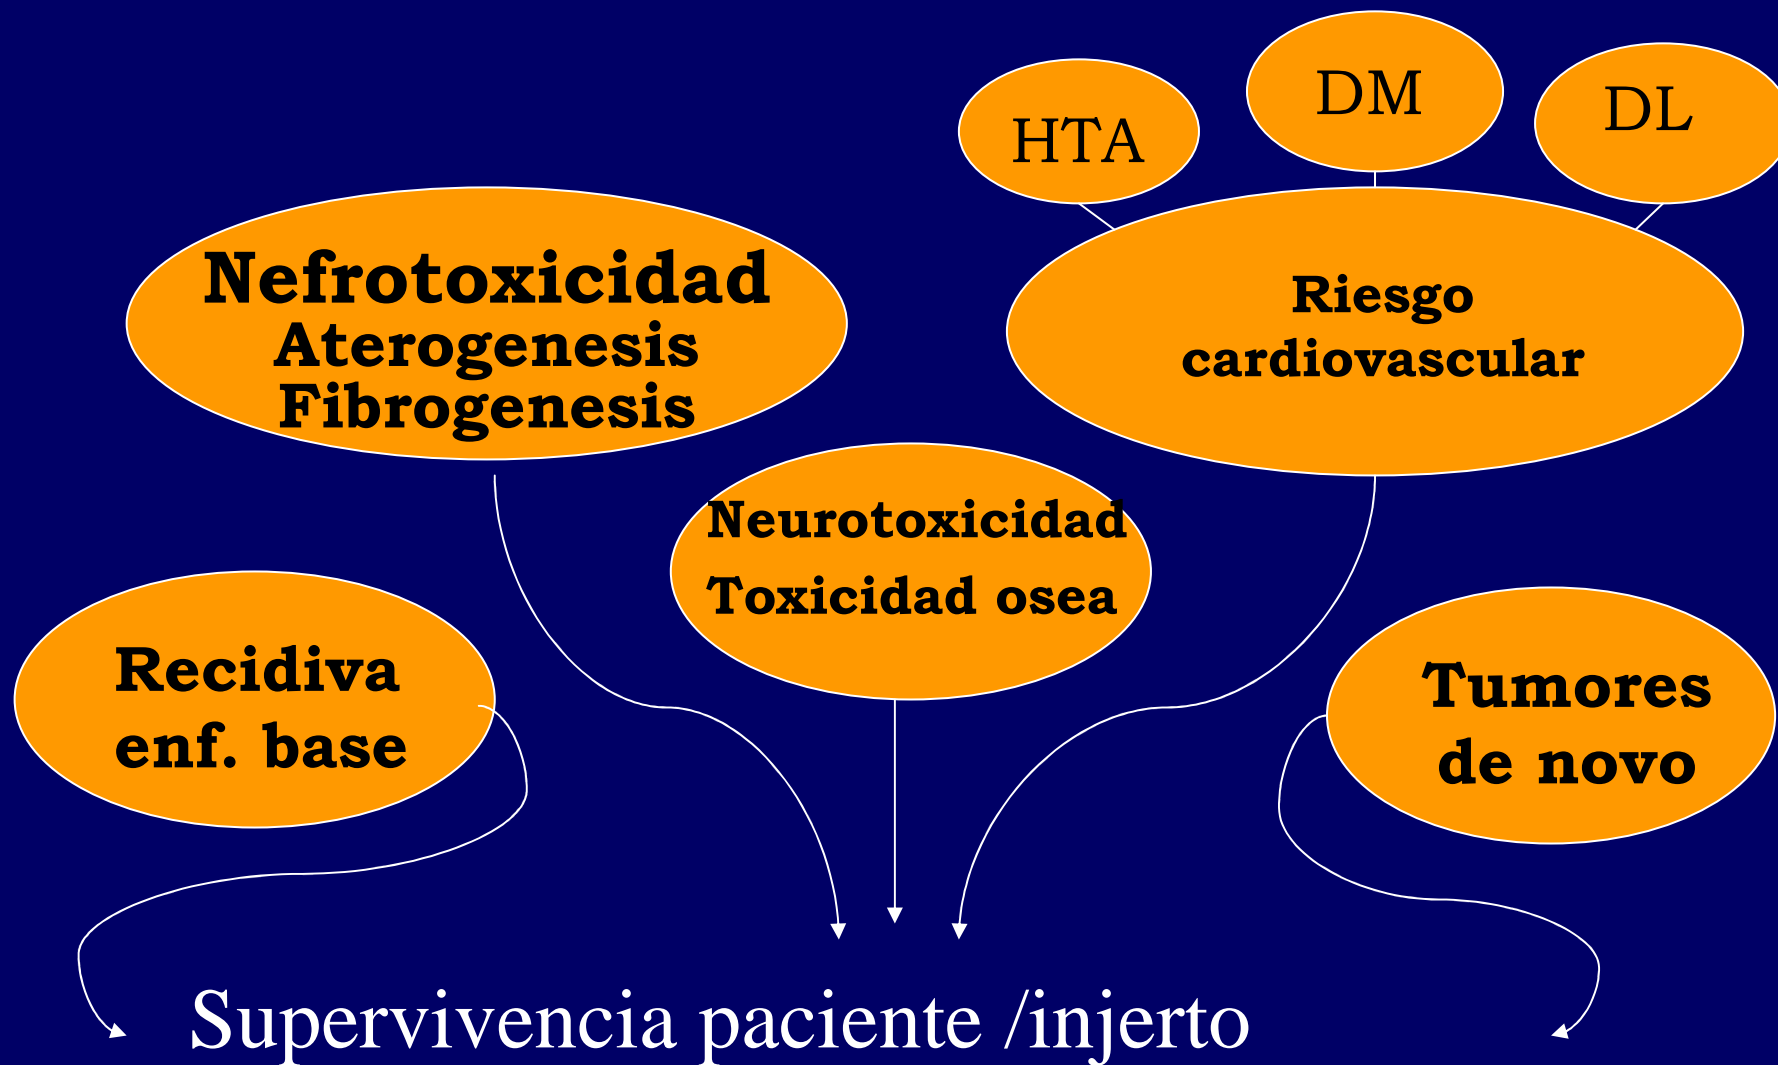 HTA
DM
DL
Nefrotoxicidad
Aterogenesis
Fibrogenesis
Riesgo
cardiovascular
Neurotoxicidad
Toxicidad osea
Recidiva
enf. base
Tumores
de novo
Supervivencia paciente /injerto